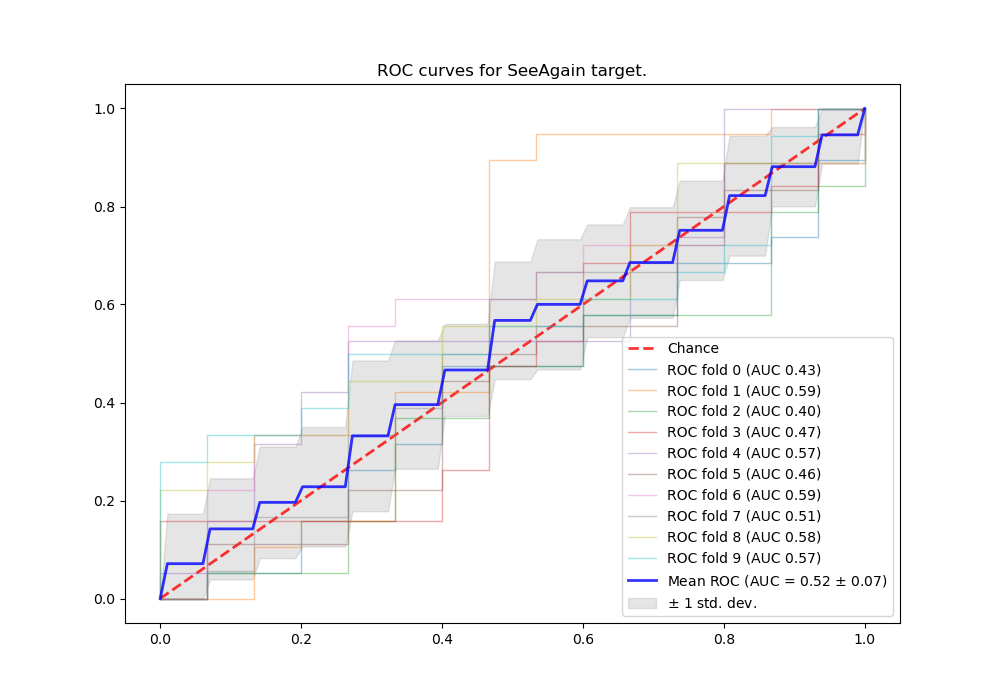 ROC curves for SeeAgain target.
1.0
0.8
0.6
0.4
0.2
0.0
0.0 0.2 0.4 0.6 0.8 1.0
Chance
ROC fold 0 (AUC 0.43)
ROC fold 1 (AUC 0.59)
ROC fold 2 (AUC 0.40)
ROC fold 3 (AUC 0.47)
ROC fold 4 (AUC 0.57)
ROC fold 5 (AUC 0.46)
ROC fold 6 (AUC 0.59)
ROC fold 7 (AUC 0.51)
ROC fold 8 (AUC 0.58)
ROC fold 9 (AUC 0.57)
Mean ROC (AUC = 0.52 ± 0.07)
± 1 std. dev.